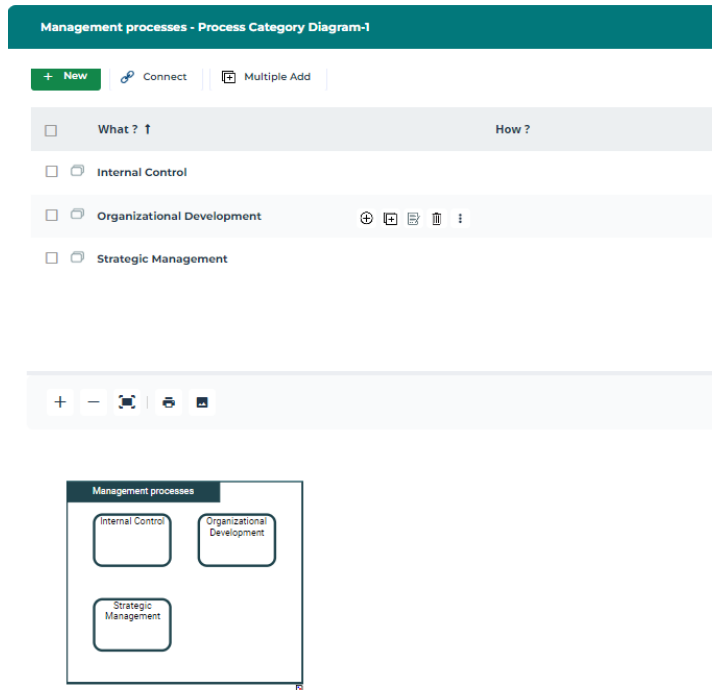 Management processes - Process Category Diagram-1
+ New Connect Multiple Add
What ? ↑ How ?
Internal Control
Organizational Development
Strategic Management
Management processes
Internal Control
Organizational
Development
Strategic
Management